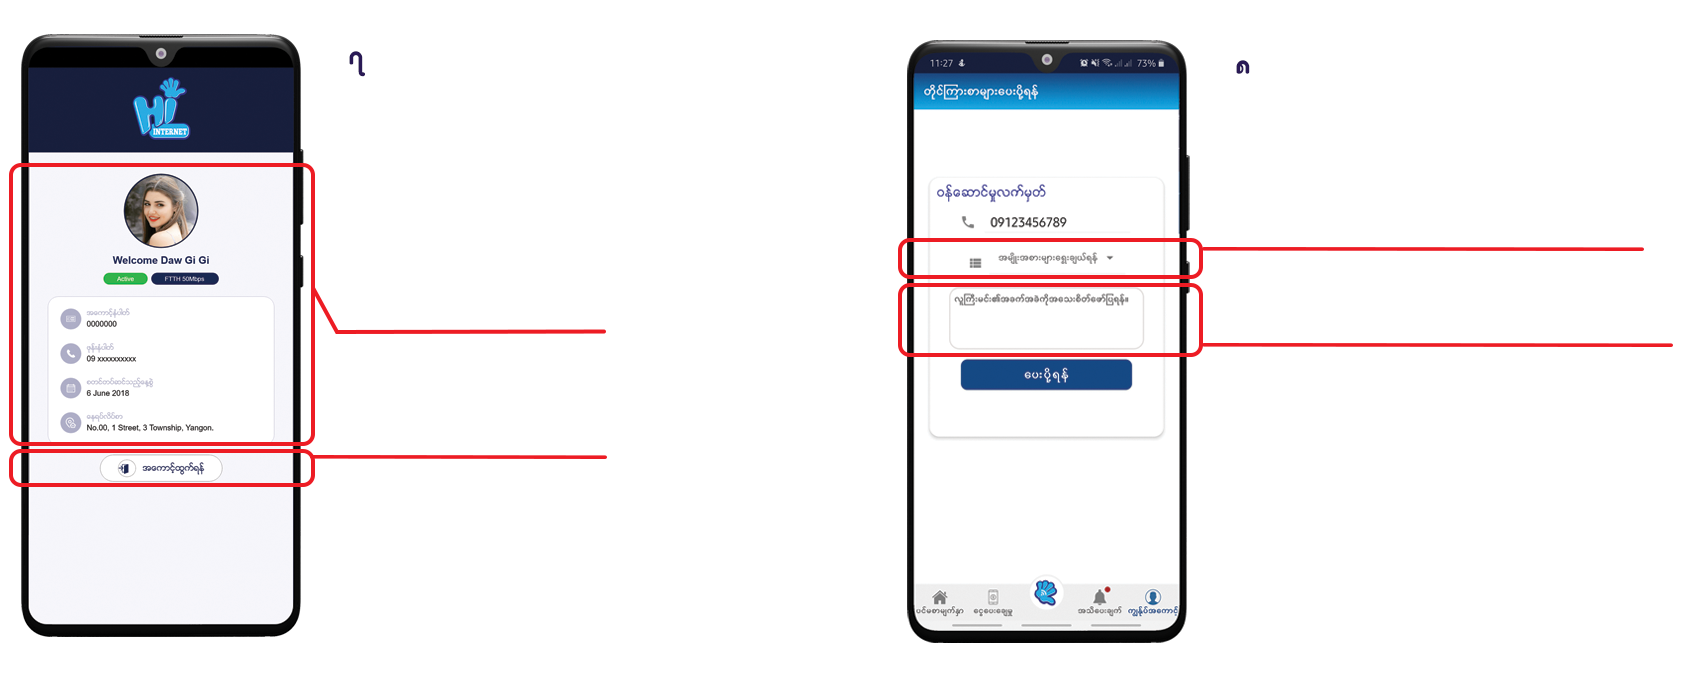 ၇
Hi
INTERNET
Welcome Daw Gi Gi
Active
FTTH 50Mbps
အကောင့်နံပါတ်
0000000
ဖုန်းနံပါတ်
09 xxxxxxxxxx
စတင်တပ်ဆင်သည့်နေ့စွဲ
6 June 2018
နေရပ်လိပ်စာ
No.00, 1 Street, 3 Township, Yangon.
အကောင့်ထွက်ရန်
၈
11:27
73%
တိုင်ကြားစာများပေးပို့ရန်
ဝန်ဆောင်မှုလက်မှတ်
09123456789
အမျိုးအစားများရွေးချယ်ရန်
လူကြီးမင်း၏အခက်အခဲကိုအသေးစိတ်ဖော်ပြရန်။
ပေးပို့ရန်
ပင်မစာမျက်နှာ
ငွေပေးချေမှု
အသိပေးချက်
ကျွန်ုပ်အကောင့်